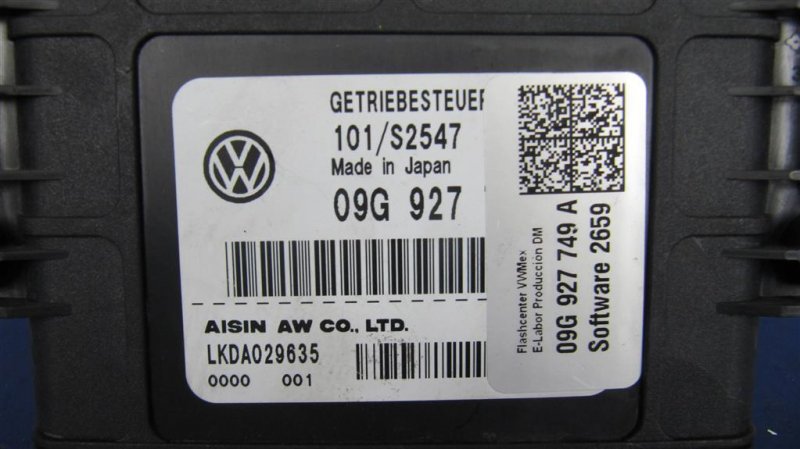 GETRIEBESTEUER
101/S2547
Made in Japan
09G 927
AISIN AW CO., LTD.
LKDA029635
0000 001
Flashcenter VWMex
E-Labor Producción DM
09G 927 749 A
Software 2659